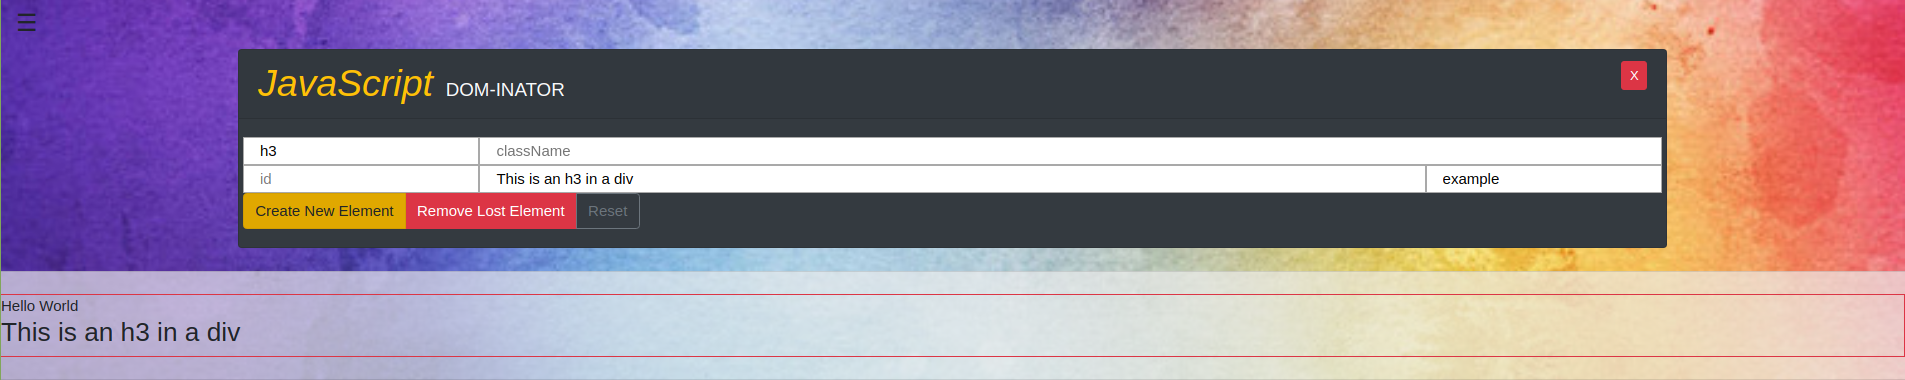 ☰
JavaScript DOM-INATOR
X
h3 className
id This is an h3 in a div example
Create New Element Remove Lost Element Reset
Hello World
This is an h3 in a div